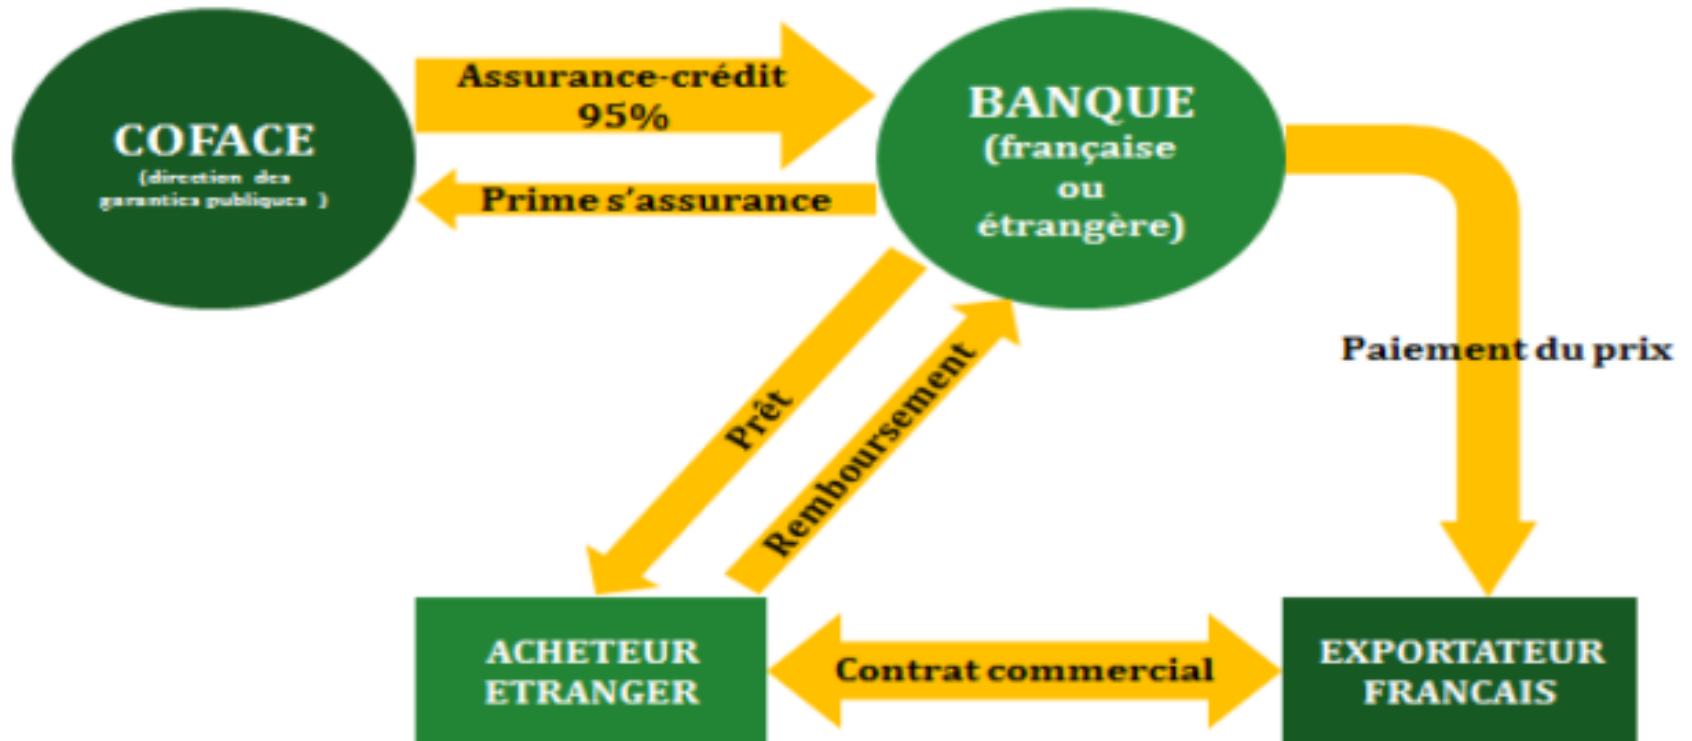 COFACE
(direction des
garanties publiques )
Assurance-crédit
95%
Prime s’assurance
BANQUE
(française
ou
étrangère)
Paiement du prix
Prêt
Remboursement
ACHETEUR
ETRANGER
Contrat commercial
EXPORTATEUR
FRANCAIS